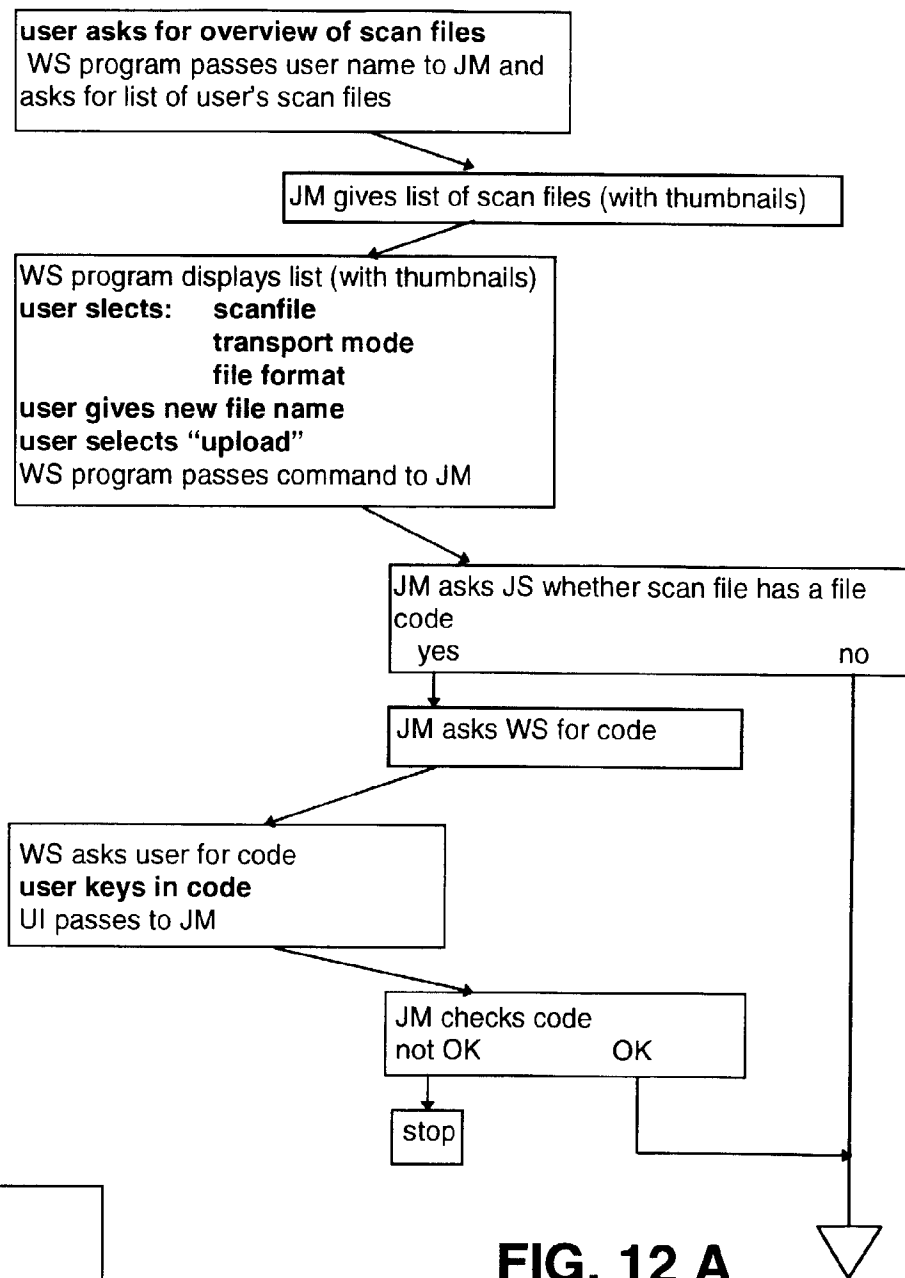 user asks for overview of scan files
WS program passes user name to JM and
asks for list of user's scan files
JM gives list of scan files (with thumbnails)
WS program displays list (with thumbnails)
user slects: scanfile
transport mode
file format
user gives new file name
user selects “upload”
WS program passes command to JM
JM asks JS whether scan file has a file
code
yes no
JM asks WS for code
WS asks user for code
user keys in code
UI passes to JM
JM checks code
not OK OK
stop
FIG. 12 A